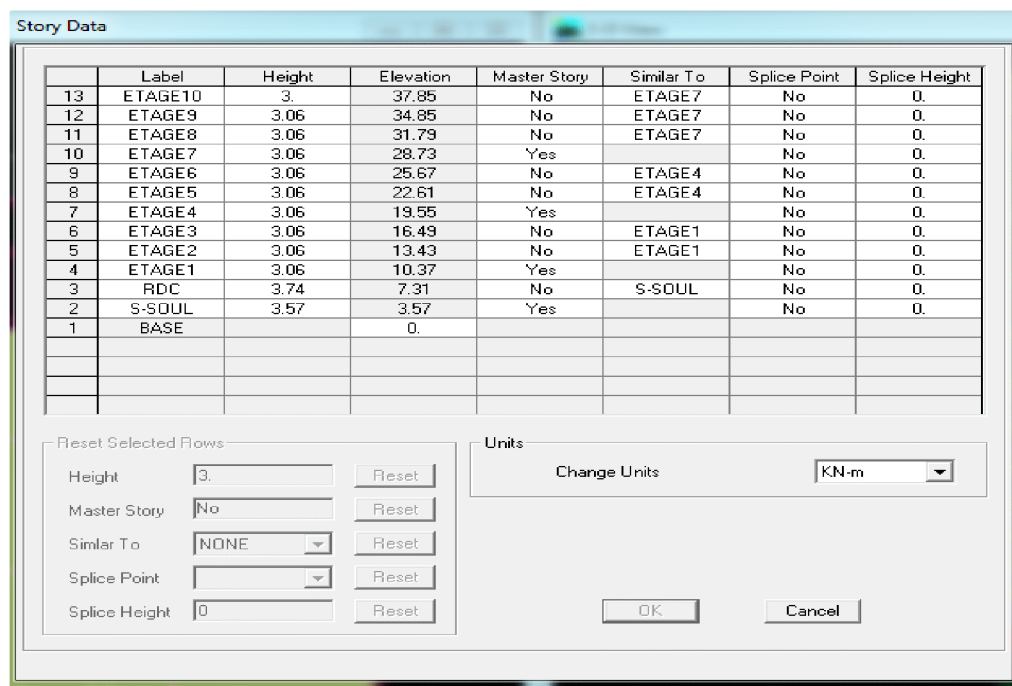 Story Data
Label Height Elevation Master Story Similar To Splice Point Splice Height
13 ETAGE10 3. 37.85 No ETAGE7 No 0.
12 ETAGE9 3.06 34.85 No ETAGE7 No 0.
11 ETAGE8 3.06 31.79 No ETAGE7 No 0.
10 ETAGE7 3.06 28.73 Yes No 0.
9 ETAGE6 3.06 25.67 No ETAGE4 No 0.
8 ETAGE5 3.06 22.61 No ETAGE4 No 0.
7 ETAGE4 3.06 19.55 Yes No 0.
6 ETAGE3 3.06 16.49 No ETAGE1 No 0.
5 ETAGE2 3.06 13.43 No ETAGE1 No 0.
4 ETAGE1 3.06 10.37 Yes No 0.
3 RDC 3.74 7.31 No S-SOUL No 0.
2 S-SOUL 3.57 3.57 Yes No 0.
1 BASE 0.
Reset Selected Rows
Height 3. Reset
Master Story No Reset
Simlar To NONE Reset
Splice Point Reset
Splice Height 0 Reset
Units
Change Units KN-m
OK Cancel